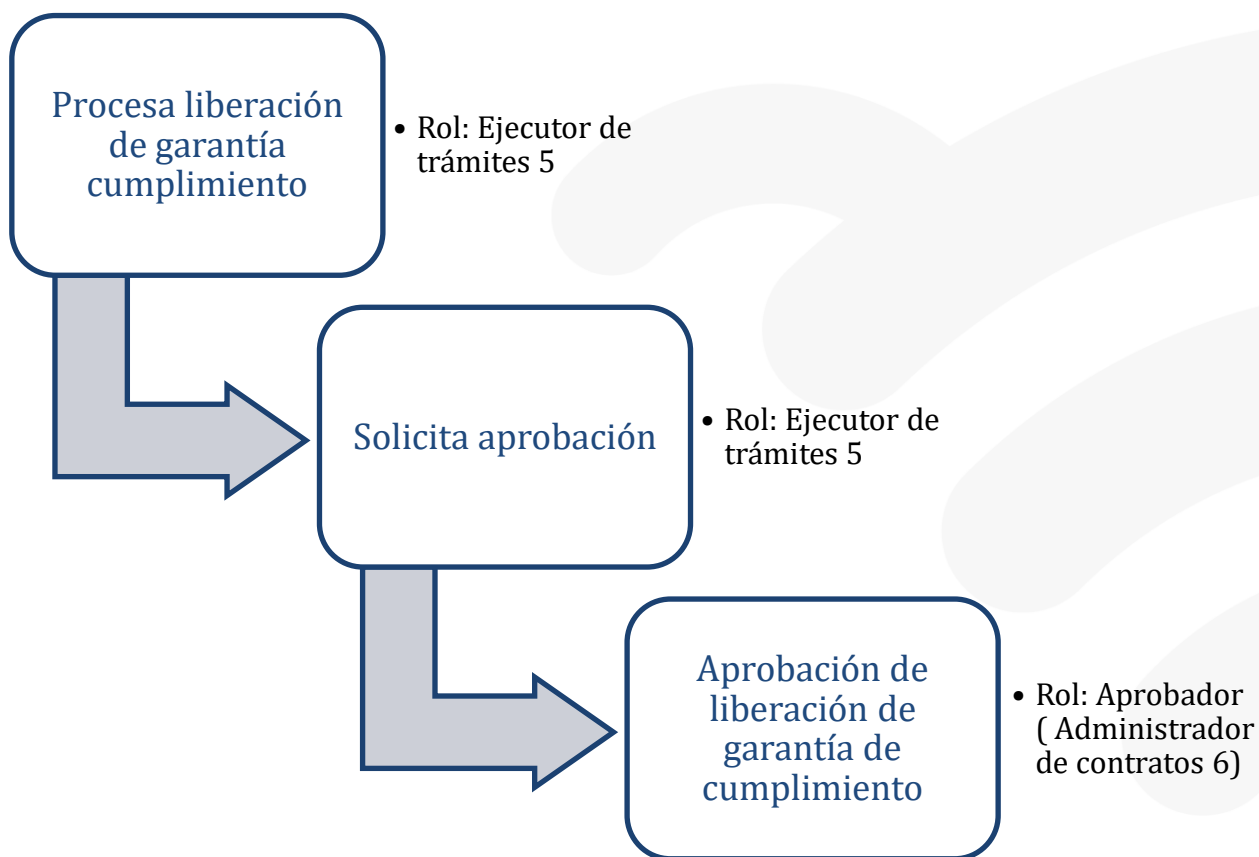 Procesa liberación
de garantía
cumplimiento
• Rol: Ejecutor de
trámites 5
Solicita aprobación
• Rol: Ejecutor de
trámites 5
Aprobación de
liberación de
garantía de
cumplimiento
• Rol: Aprobador
( Administrador
de contratos 6)